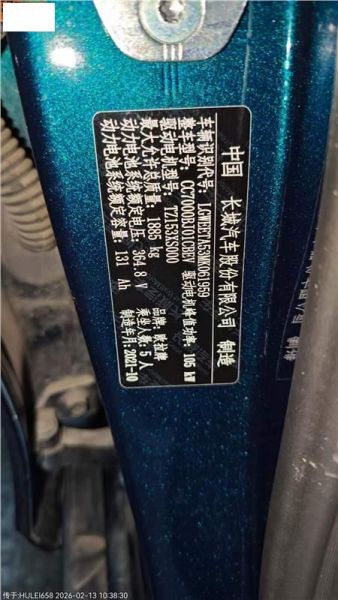 中国 长城汽车股份有限公司 制造
车辆识别代号: LGWEEUA53MK061959
整车型号: CC7000BJ01CBEV 驱动电机峰值功率: 105 kW
驱动电机型号: TZ153XS000
最大允许总质量: 1885 kg
动力电池系统额定电压: 364.8 V
动力电池系统额定容量: 131 Ah
品牌: 欧拉牌
乘坐人数: 5 人
制造年月: 2021-10
传于:HULEI658 2026-02-13 10:38:30